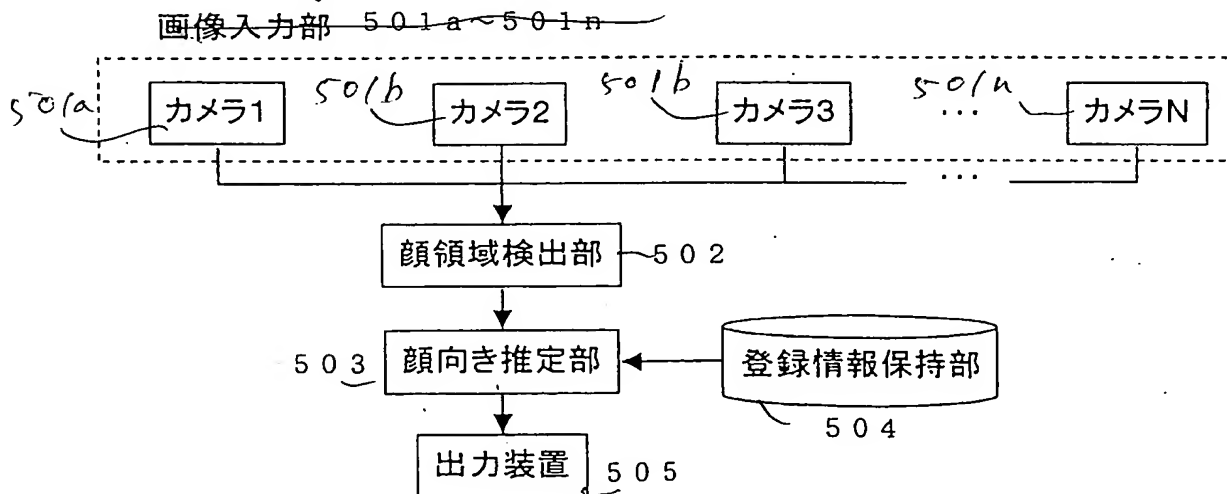 画像入力部 501a~501n
501a カメラ1 501b カメラ2 501b カメラ3 501n ... カメラN
...
顔領域検出部 502
503 顔向き推定部 登録情報保持部
504
出力装置 505